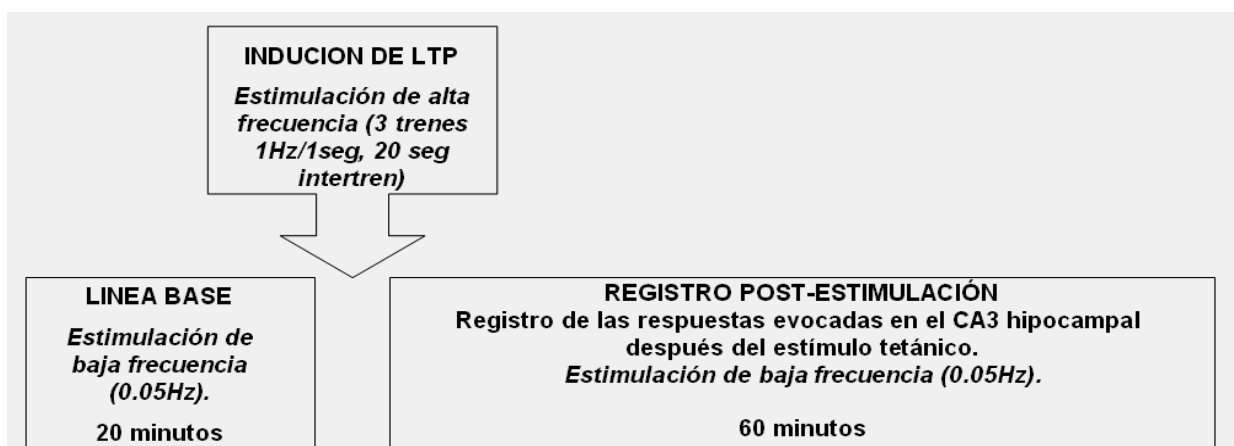 INDUCION DE LTP
Estimulación de alta
frecuencia (3 trenes
1Hz/1seg, 20 seg
intertren)
LINEA BASE
Estimulación de
baja frecuencia
(0.05Hz).
20 minutos
REGISTRO POST-ESTIMULACIÓN
Registro de las respuestas evocadas en el CA3 hipocampal
después del estímulo tetánico.
Estimulación de baja frecuencia (0.05Hz).
60 minutos